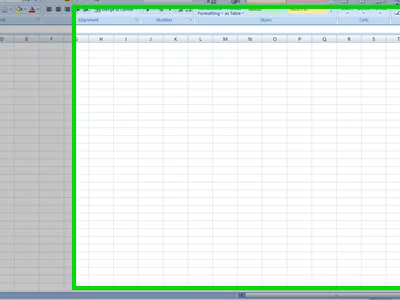 Merge & Center
Formatting as Table
Alignment
Number
Styles
Cells
D E F G H I J K L M N O P Q R S T